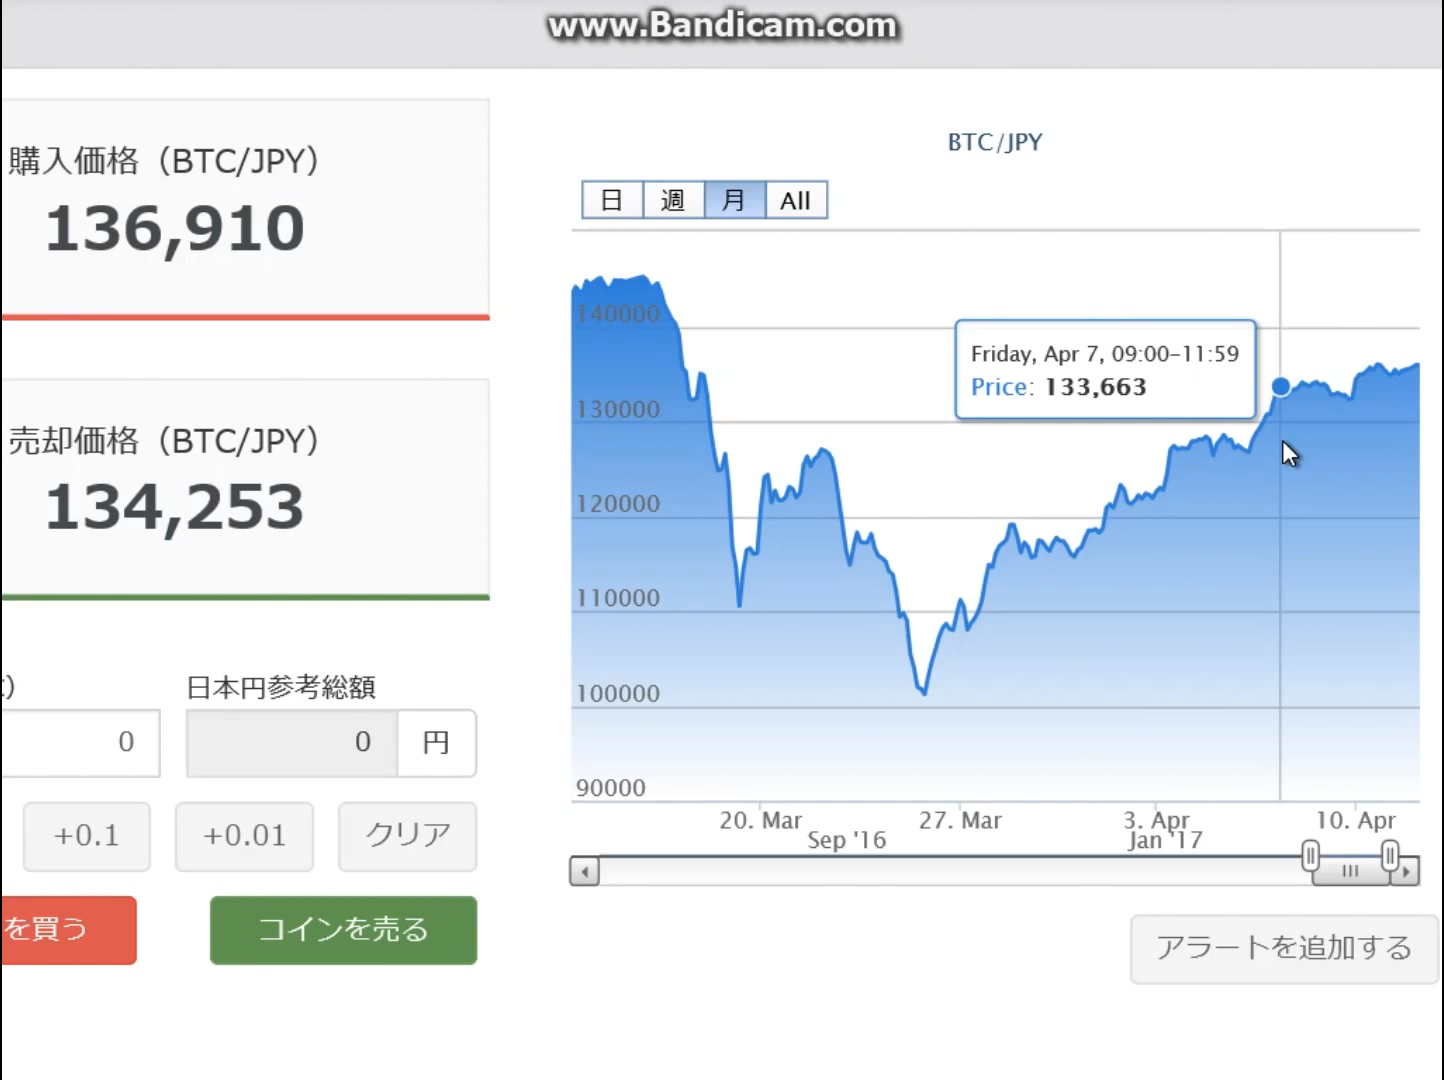 www.Bandicam.com
購入価格（BTC/JPY）
136,910
売却価格（BTC/JPY）
134,253
日本円参考総額
0
0
円
+0.1
+0.01
クリア
を買う
コインを売る
BTC/JPY
日
週
月
All
140000
130000
120000
110000
100000
90000
Friday, Apr 7, 09:00-11:59
Price: 133,663
20. Mar
27. Mar
3. Apr
10. Apr
Sep '16
Jan '17
アラートを追加する